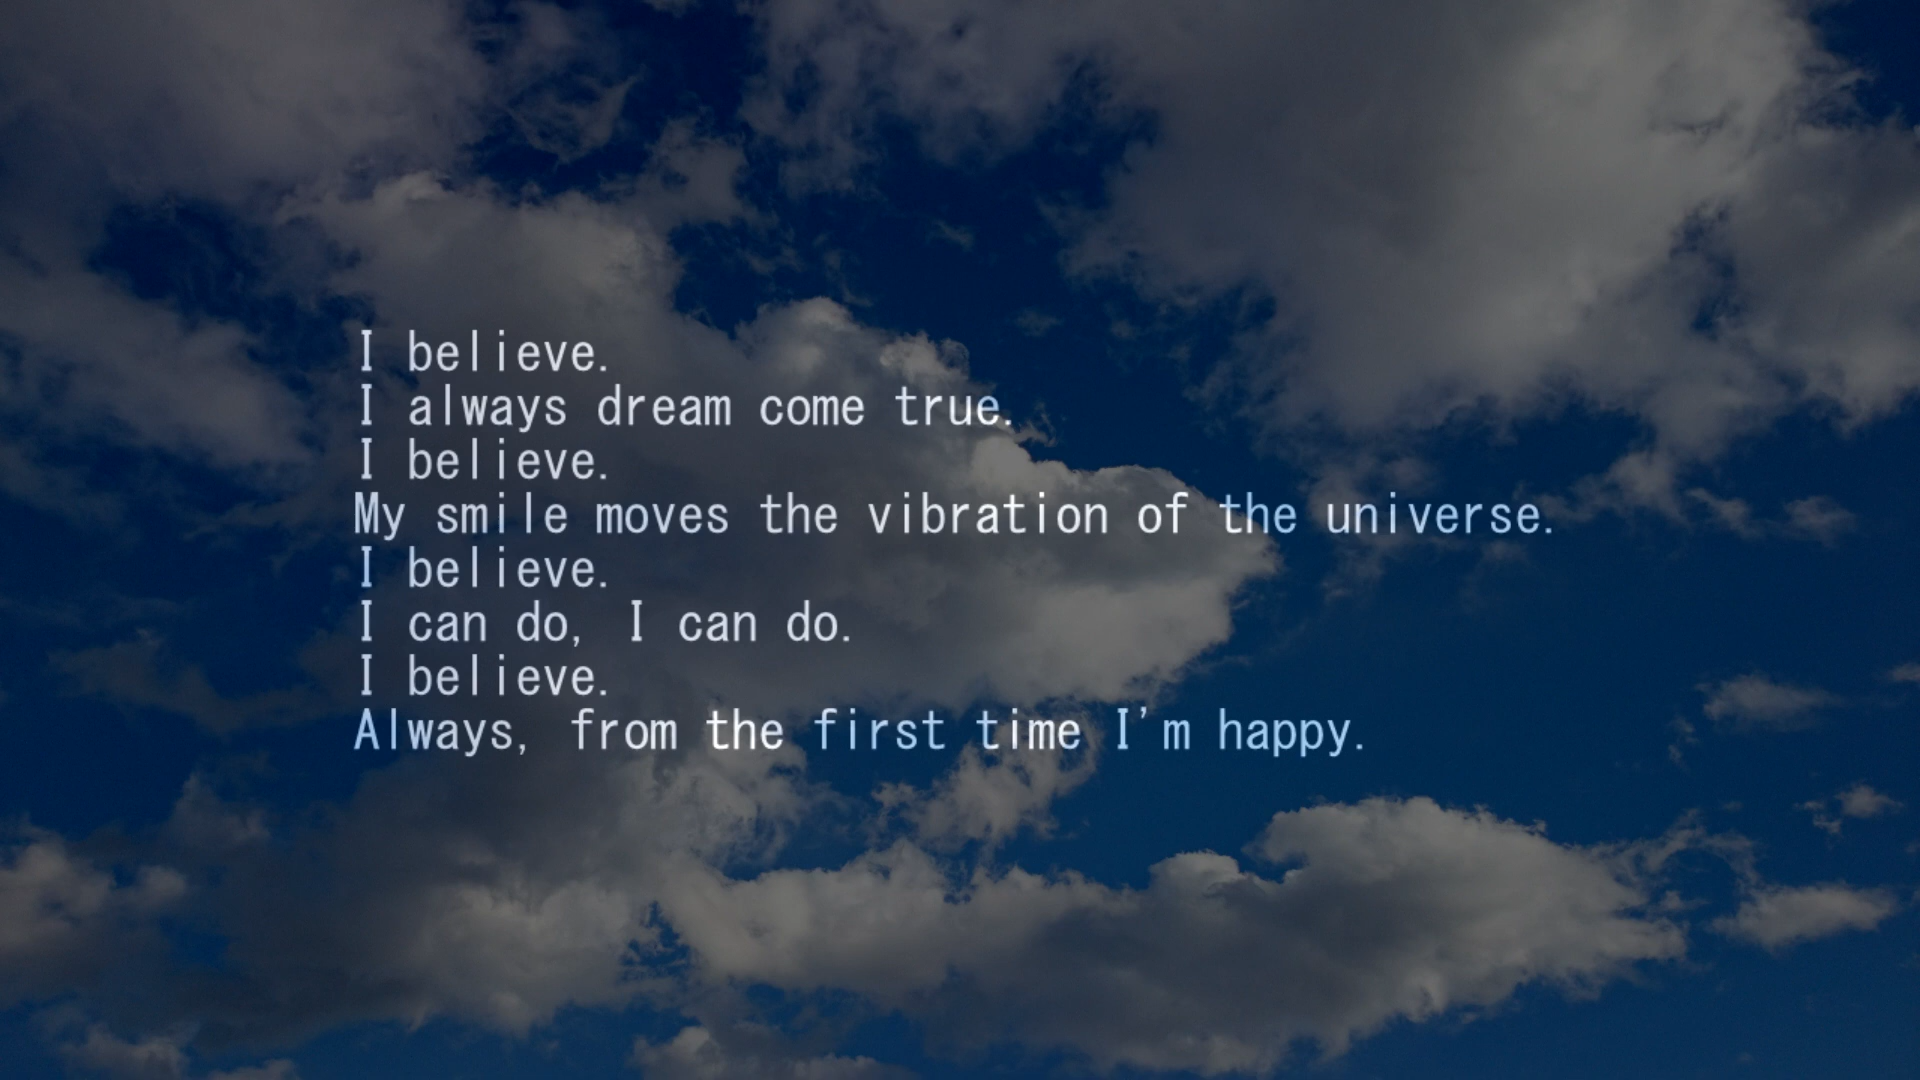 I believe.
I always dream come true.
I believe.
My smile moves the vibration of the universe.
I believe.
I can do, I can do.
I believe.
Always, from the first time I'm happy.